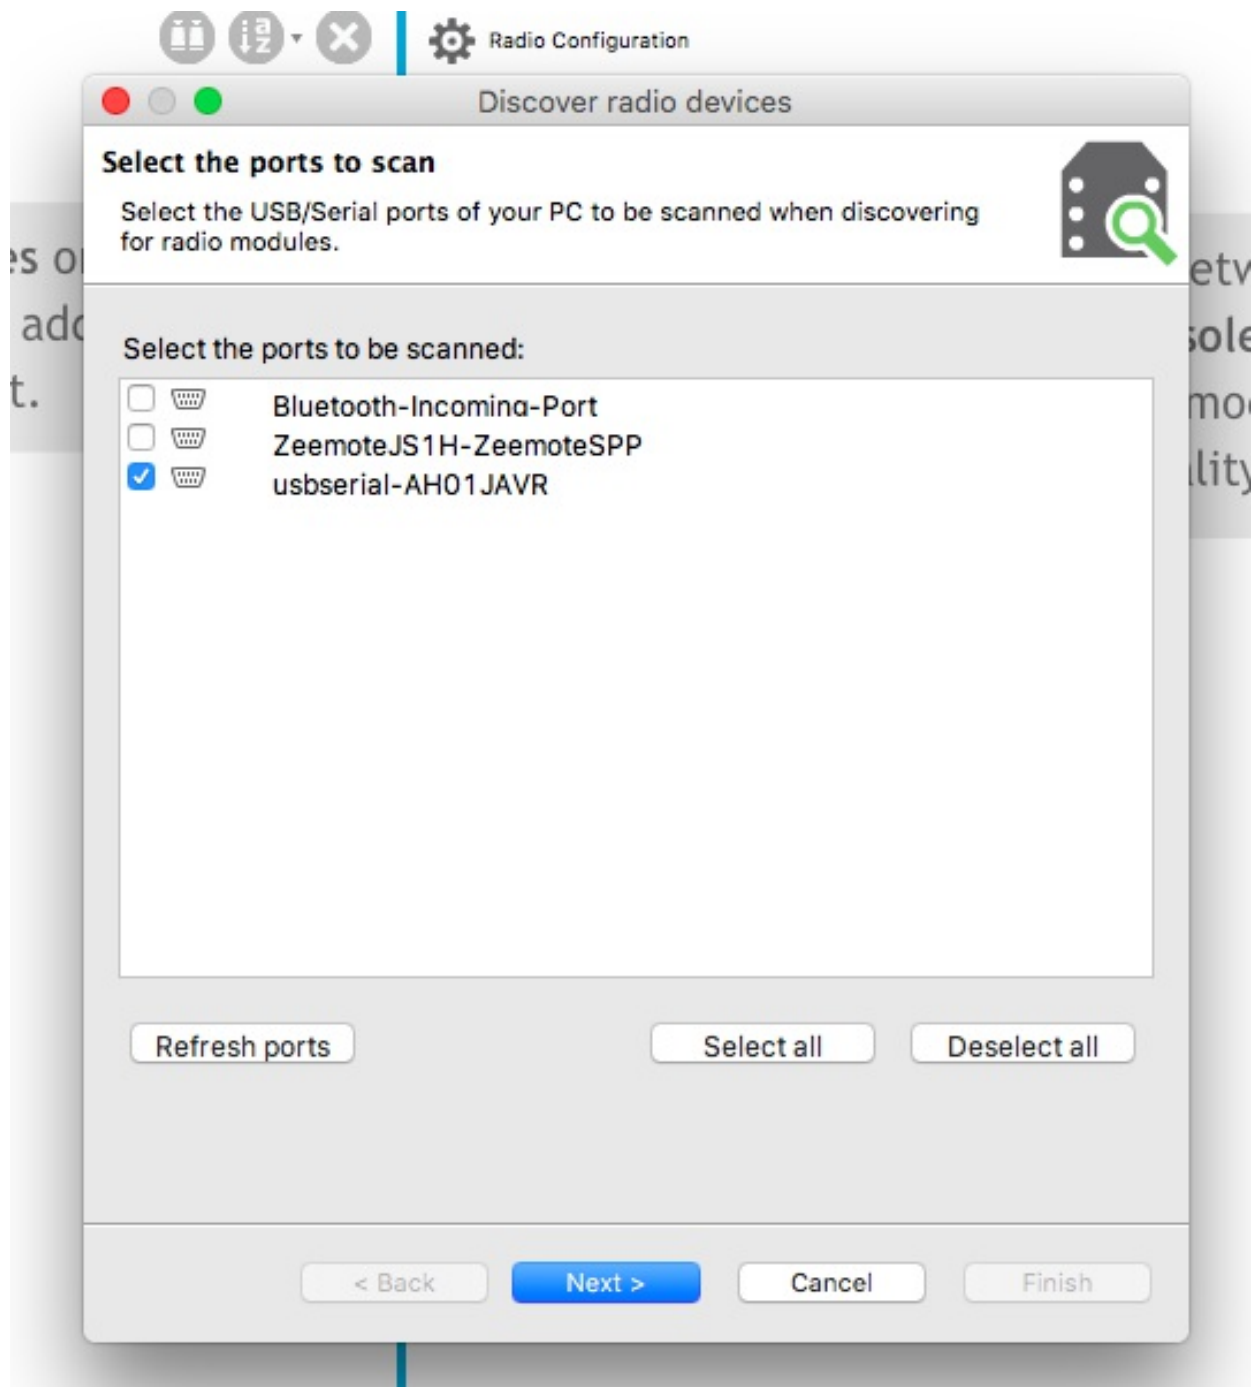 Radio Configuration
Discover radio devices
Select the ports to scan
Select the USB/Serial ports of your PC to be scanned when discovering
for radio modules.
add
t.
Select the ports to be scanned:
Bluetooth-Incoming-Port
ZeemoteJS1H-ZeemoteSPP
usbserial-AH01JAVR
Refresh ports
Select all
Deselect all
< Back
Next >
Cancel
Finish